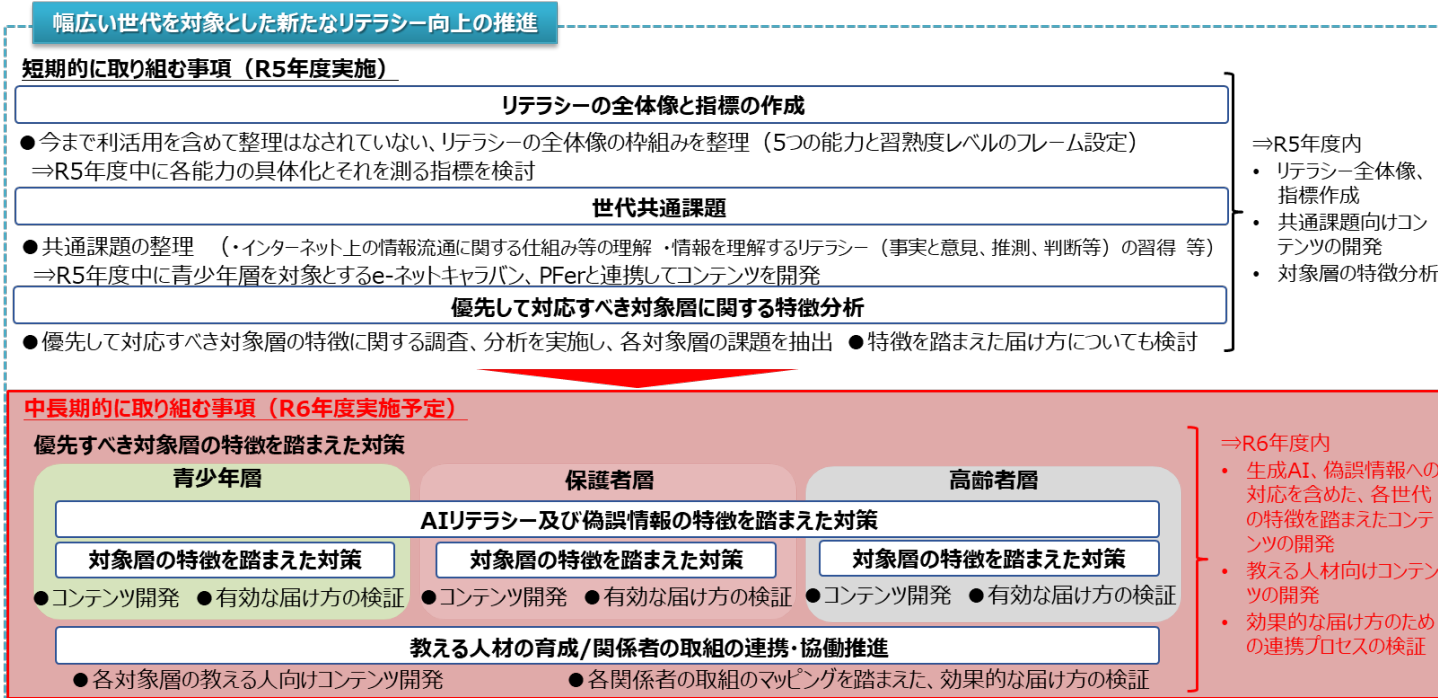 幅広い世代を対象とした新たなリテラシー向上の推進
短期的に取り組む事項（R5年度実施）
リテラシーの全体像と指標の作成
●今まで利活用を含めて整理はなされていない、リテラシーの全体像の枠組みを整理（5つの能力と習熟度レベルのフレーム設定）
⇒R5年度中に各能力の具体化とそれを測る指標を検討
世代共通課題
●共通課題の整理 （・インターネット上の情報流通に関する仕組み等の理解 ・情報を理解するリテラシー（事実と意見、推測、判断等）の習得 等）
⇒R5年度中に青少年層を対象とするe-ネットキャラバン、PFerと連携してコンテンツを開発
優先して対応すべき対象層に関する特徴分析
●優先して対応すべき対象層の特徴に関する調査、分析を実施し、各対象層の課題を抽出 ●特徴を踏まえた届け方についても検討
⇒R5年度内
• リテラシー全体像、
指標作成
• 共通課題向けコン
テンツの開発
• 対象層の特徴分析
中長期的に取り組む事項（R6年度実施予定）
優先すべき対象層の特徴を踏まえた対策
青少年層 保護者層 高齢者層
AIリテラシー及び偽誤情報の特徴を踏まえた対策
対象層の特徴を踏まえた対策 対象層の特徴を踏まえた対策 対象層の特徴を踏まえた対策
●コンテンツ開発 ●有効な届け方の検証 ●コンテンツ開発 ●有効な届け方の検証 ●コンテンツ開発 ●有効な届け方の検証
教える人材の育成/関係者の取組の連携・協働推進
●各対象層の教える人向けコンテンツ開発 ●各関係者の取組のマッピングを踏まえた、効果的な届け方の検証
⇒R6年度内
• 生成AI、偽誤情報への
対応を含めた、各世代
の特徴を踏まえたコンテ
ンツの開発
• 教える人材向けコンテン
ツの開発
• 効果的な届け方のため
の連携プロセスの検証